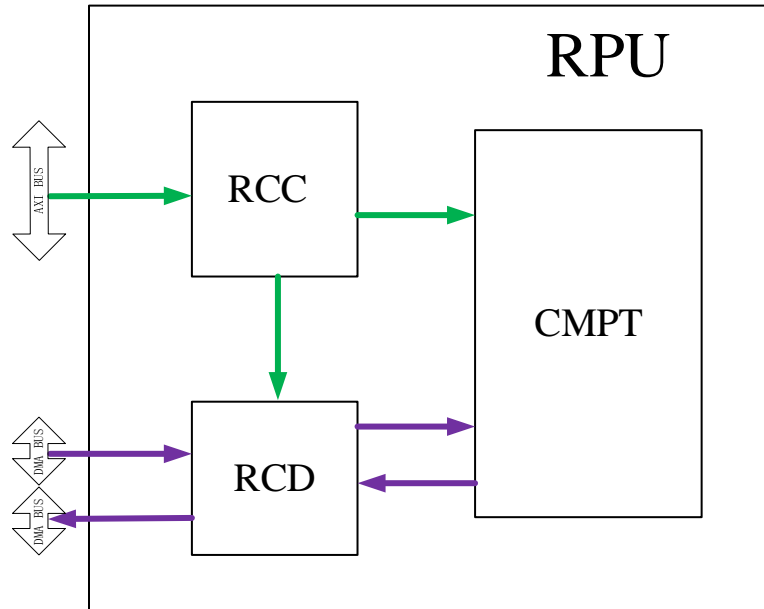 RPU
RCC
AXI BUS
CMPT
RCD
DMA BUS
DMA BUS